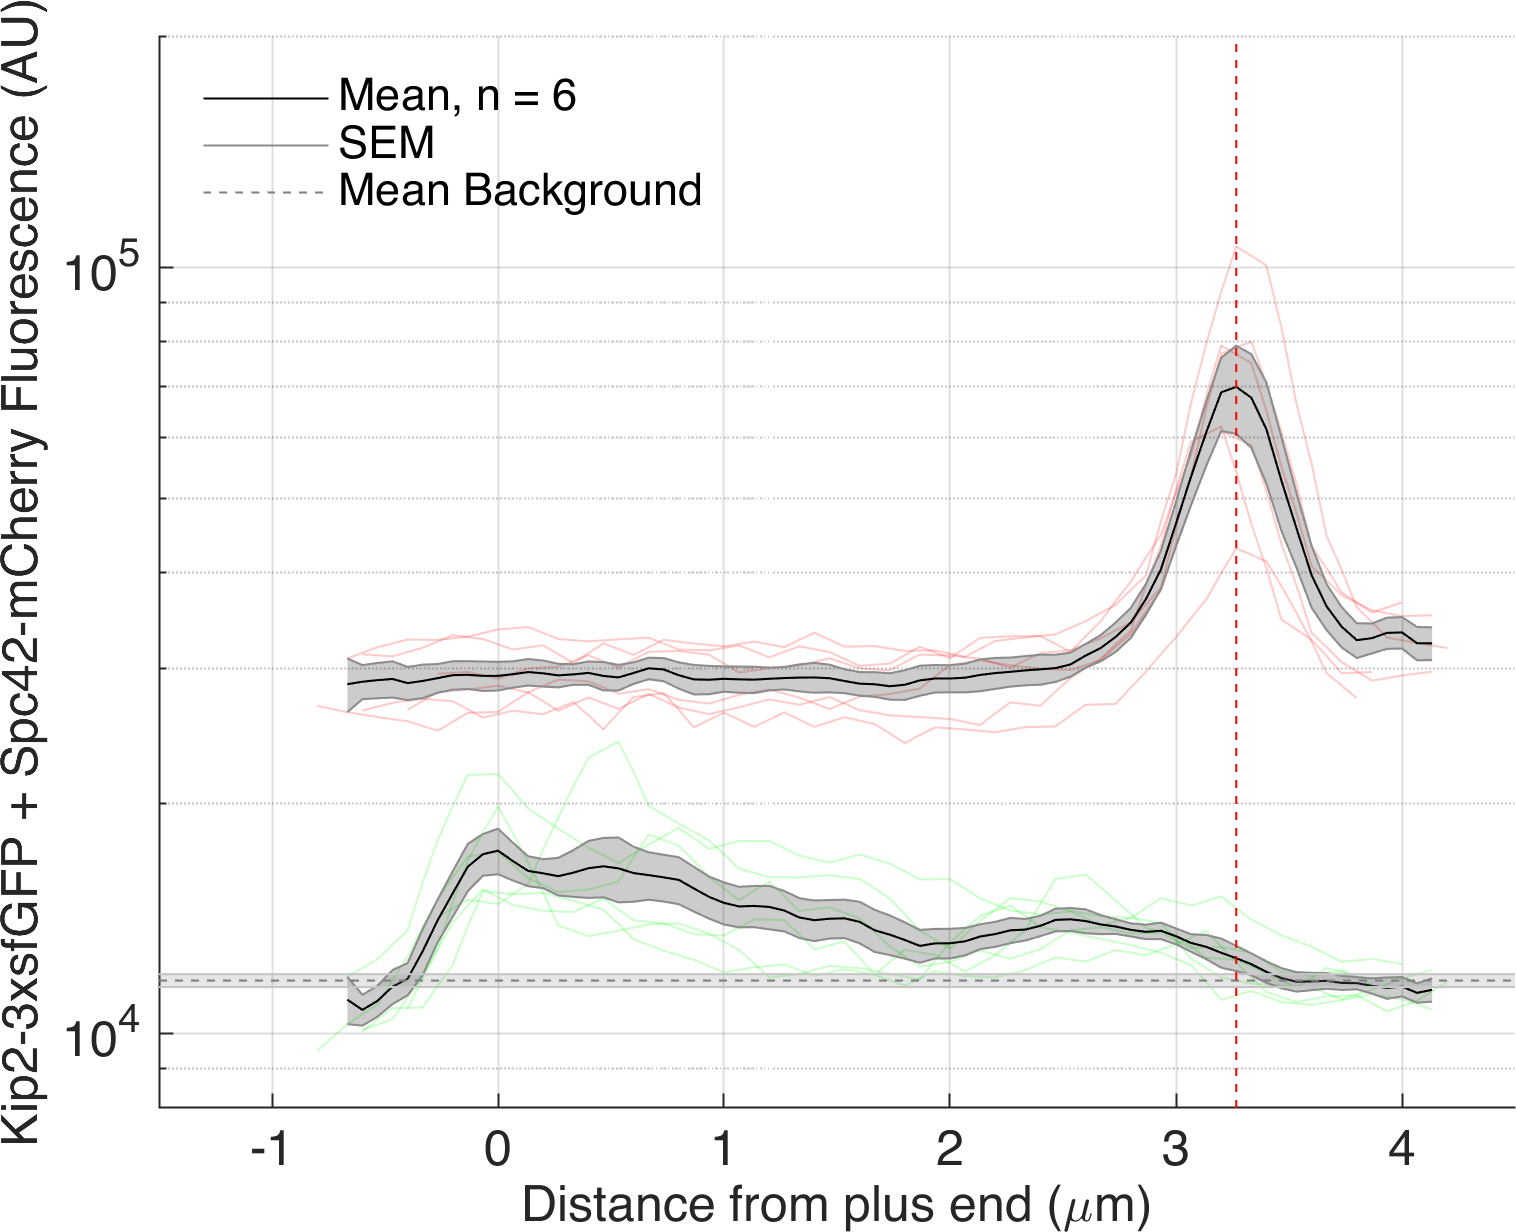 Kip2-3xsfGFP + Spc42-mCherry Fluorescence (AU)
Mean, n = 6
SEM
Mean Background
10^5
10^4
-1 0 1 2 3 4
Distance from plus end (μm)